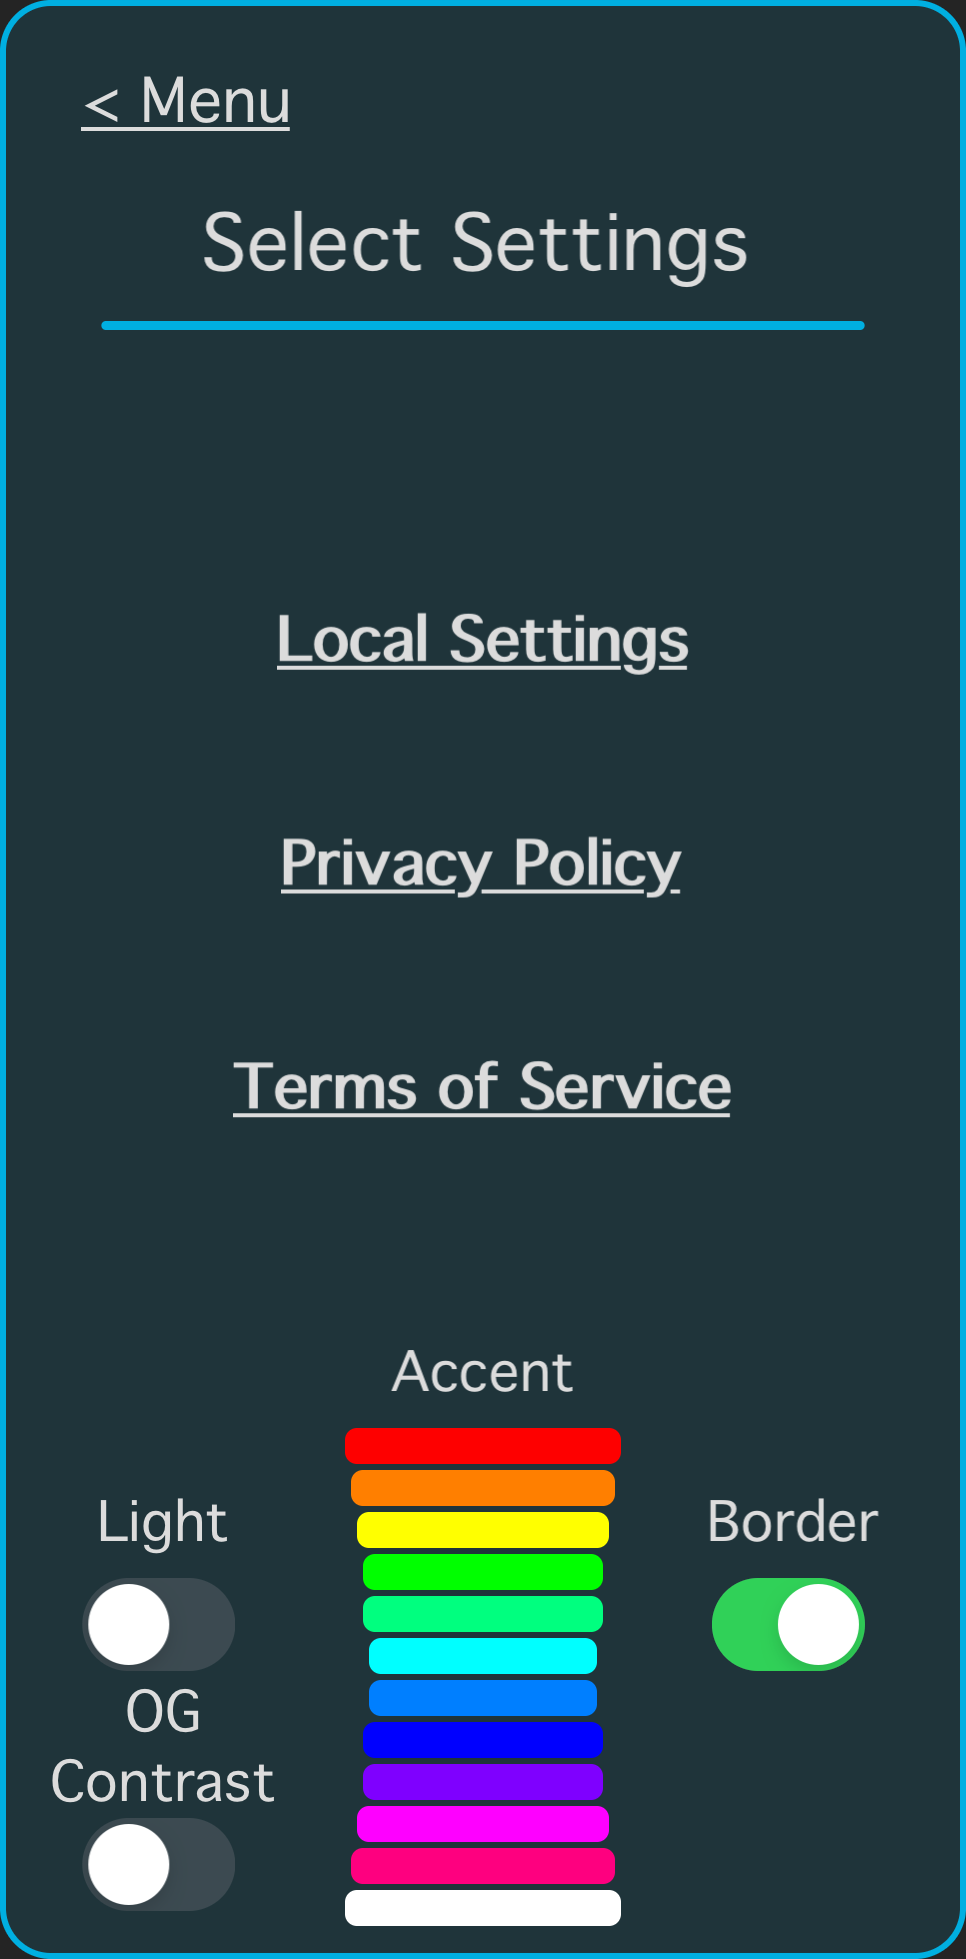 < Menu
Select Settings
Local Settings
Privacy Policy
Terms of Service
Accent
Light
Border
OG
Contrast